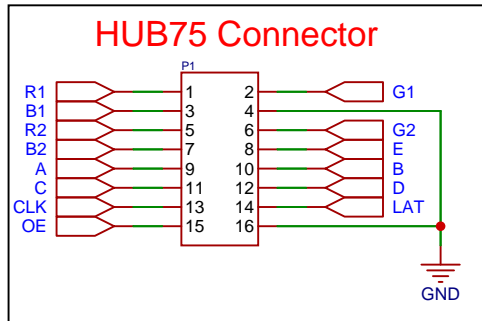 HUB75 Connector
P1
R1 1 2 G1
B1 3 4
R2 5 6 G2
B2 7 8 E
A 9 10 B
C 11 12 D
CLK 13 14 LAT
OE 15 16
GND